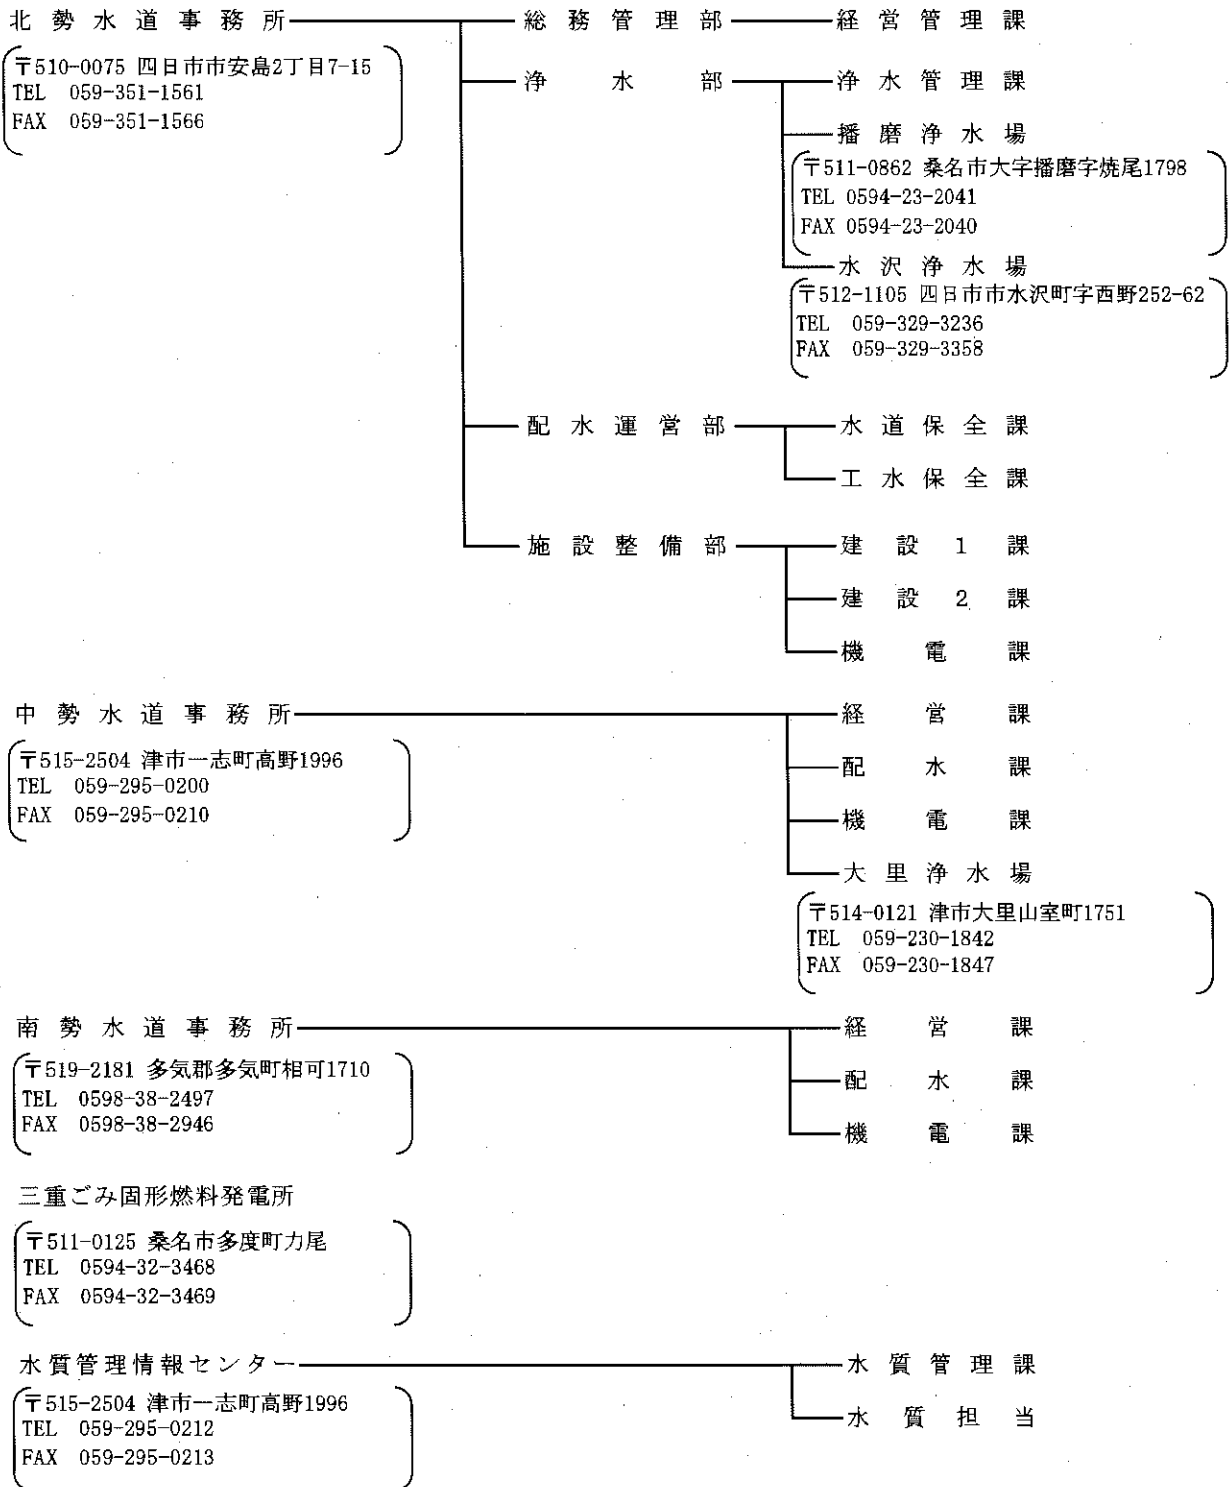 北勢水道事務所 総務管理部 経営管理課
〒510-0075 四日市市安島2丁目7-15
TEL 059-351-1561
FAX 059-351-1566
浄水部 浄水管理課
播磨浄水場
〒511-0862 桑名市大字播磨字焼尾1798
TEL 0594-23-2041
FAX 0594-23-2040
水沢浄水場
〒512-1105 四日市市水沢町字西野252-62
TEL 059-329-3236
FAX 059-329-3358
配水運営部 水道保全課
工水保全課
施設整備部 建設1課
建設2課
機電課
中勢水道事務所 経営課
〒515-2504 津市一志町高野1996
TEL 059-295-0200
FAX 059-295-0210
配水課
機電課
大里浄水場
〒514-0121 津市大里山室町1751
TEL 059-230-1842
FAX 059-230-1847
南勢水道事務所 経営課
〒519-2181 多気郡多気町相可1710
TEL 0598-38-2497
FAX 0598-38-2946
配水課
機電課
三重ごみ固形燃料発電所
〒511-0125 桑名市多度町力尾
TEL 0594-32-3468
FAX 0594-32-3469
水質管理情報センター 水質管理課
〒515-2504 津市一志町高野1996
TEL 059-295-0212
FAX 059-295-0213
水質担当